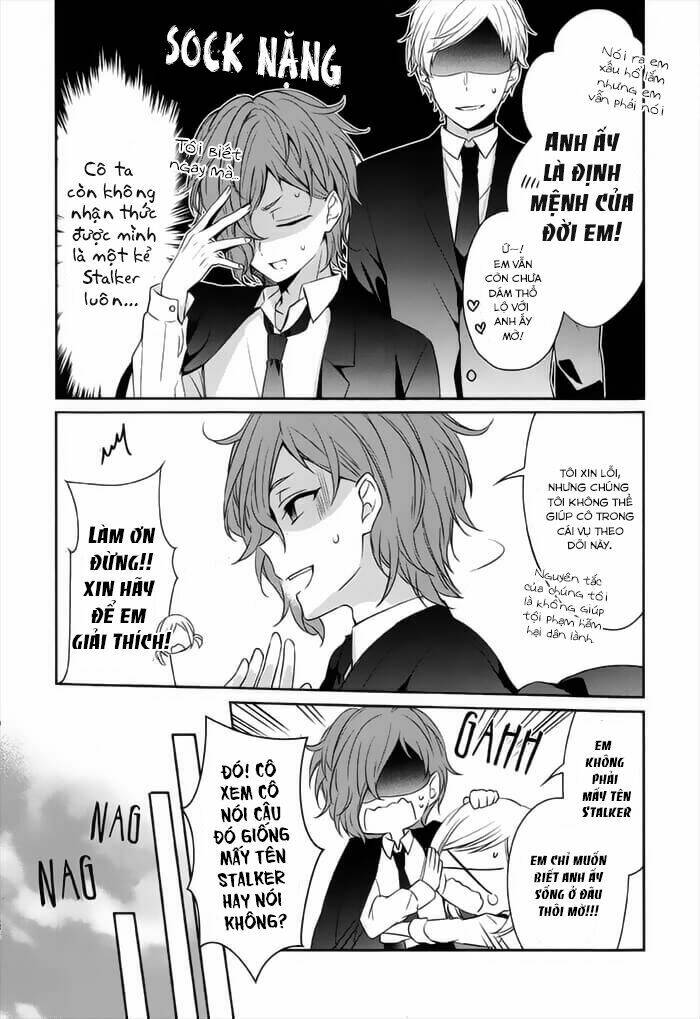 Nói ra em
xấu hổ lắm
nhưng em
vẫn phải nói
Anh ấy
là định
mệnh của
đời em!
Ữ~!
Em vẫn
còn chưa
dám thổ
lộ với
anh ấy
mờ!
SOCK NẶNG
Tôi biết
ngay mà..
Cô ta
còn không
nhận thức
được mình
là một kẻ
Stalker
luôn...
Tôi xin lỗi,
nhưng chúng
tôi không thể
giúp cô trong
cái vụ theo
dõi này.
Nguyên tắc
của chúng tôi
là không giúp
tội phạm hãm
hại dân lành
Làm ơn
đừng!!
xin hãy
để em
giải thích!
Em
không
phải
mấy tên
Stalker
Em chỉ muốn
biết anh ấy
sống ở đâu
thôi mờ!!!
GAHH
Đó! Cô
xem cô
nói câu
đó giống
mấy tên
Stalker
hay nói
không?
NAG
NAG